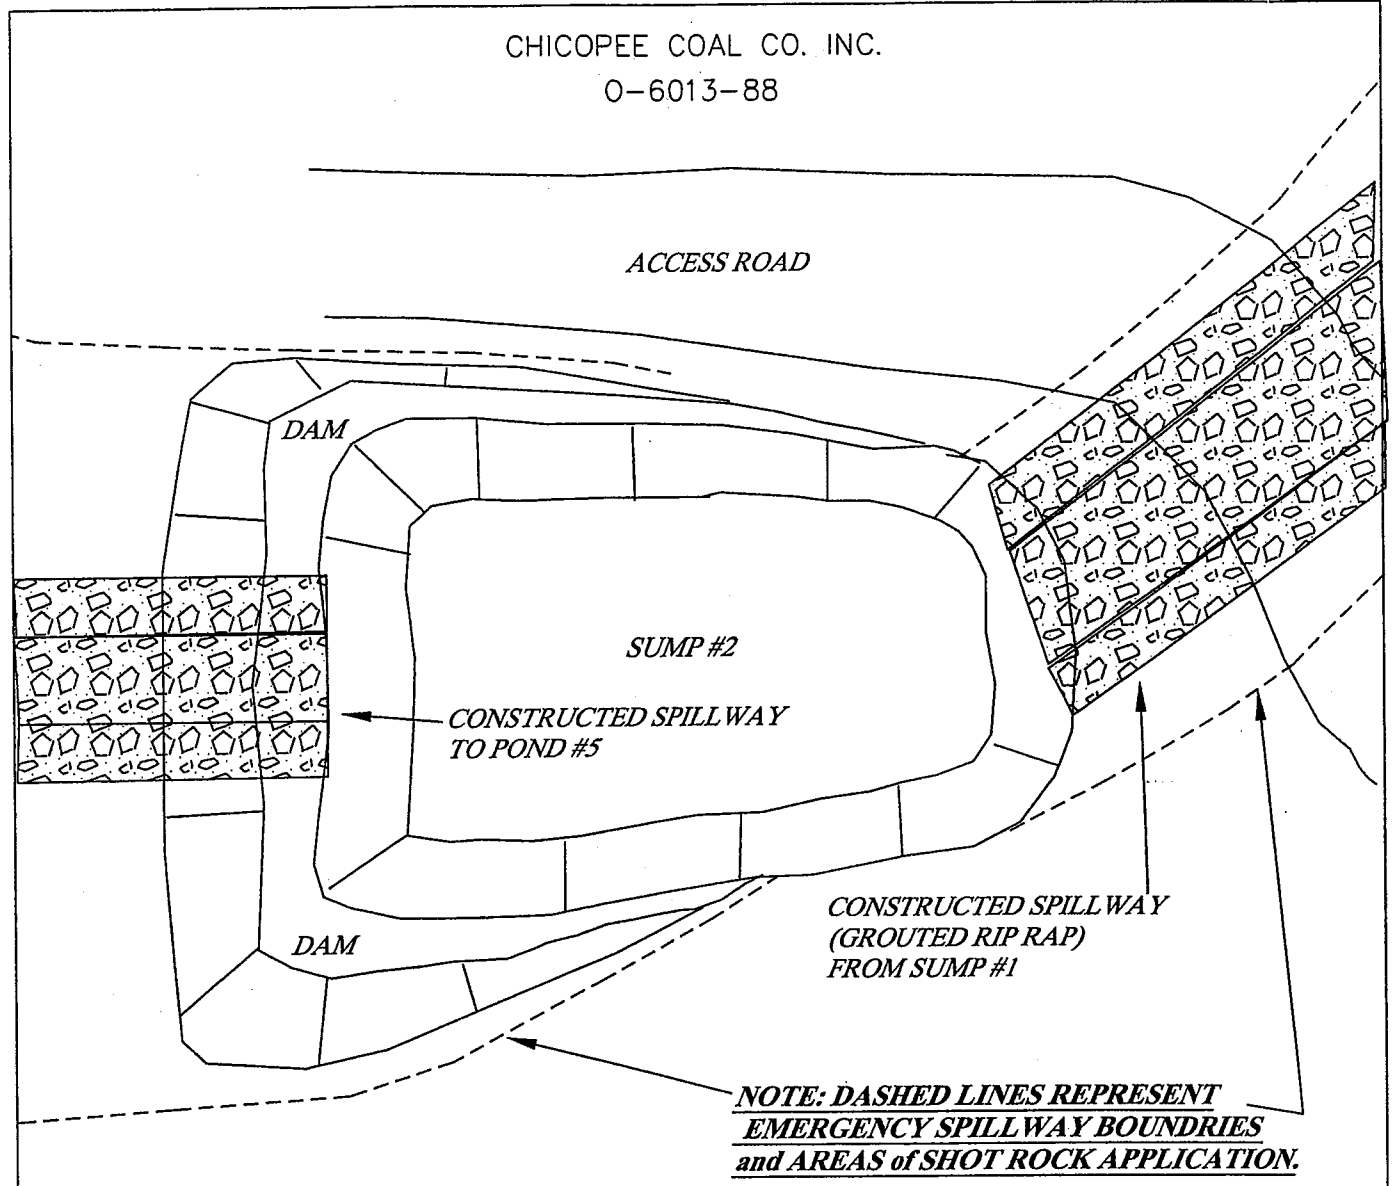 CHICOPEE COAL CO. INC.
O-6013-88
ACCESS ROAD
DAM
SUMP #2
CONSTRUCTED SPILLWAY
TO POND #5
CONSTRUCTED SPILLWAY
(GROUTED RIP RAP)
FROM SUMP #1
DAM
NOTE: DASHED LINES REPRESENT
EMERGENCY SPILLWAY BOUNDRIES
and AREAS of SHOT ROCK APPLICATION.